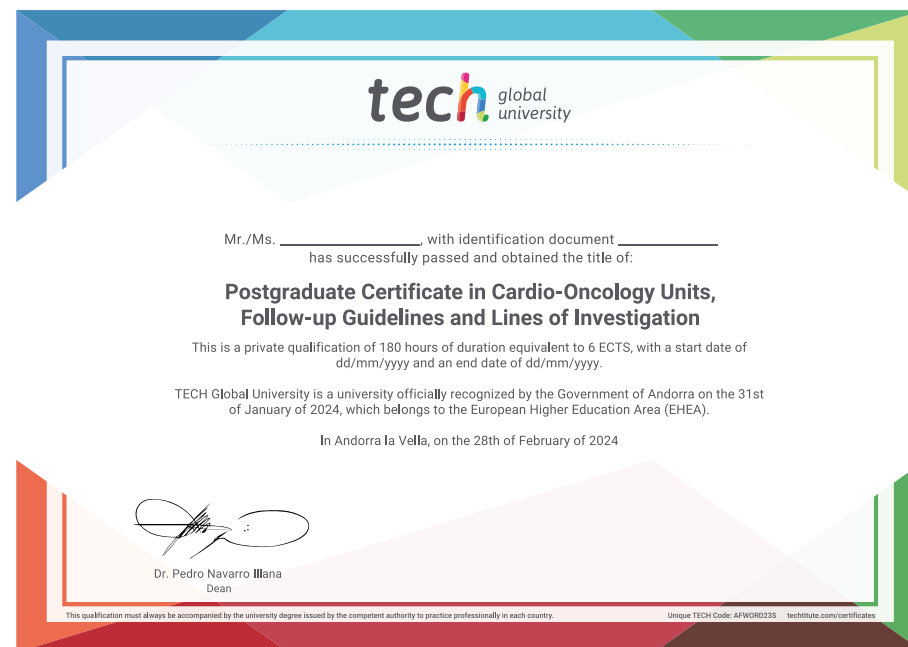 tech global
university
Mr./Ms. ________________, with identification document ____________
has successfully passed and obtained the title of:
Postgraduate Certificate in Cardio-Oncology Units,
Follow-up Guidelines and Lines of Investigation
This is a private qualification of 180 hours of duration equivalent to 6 ECTS, with a start date of
dd/mm/yyyy and an end date of dd/mm/yyyy.
TECH Global University is a university officially recognized by the Government of Andorra on the 31st
of January of 2024, which belongs to the European Higher Education Area (EHEA).
In Andorra la Vella, on the 28th of February of 2024
Dr. Pedro Navarro Illana
Dean
This qualification must always be accompanied by the university degree issued by the competent authority to practice professionally in each country. Unique TECH Code: AFWORD23S techtitute.com/certificates